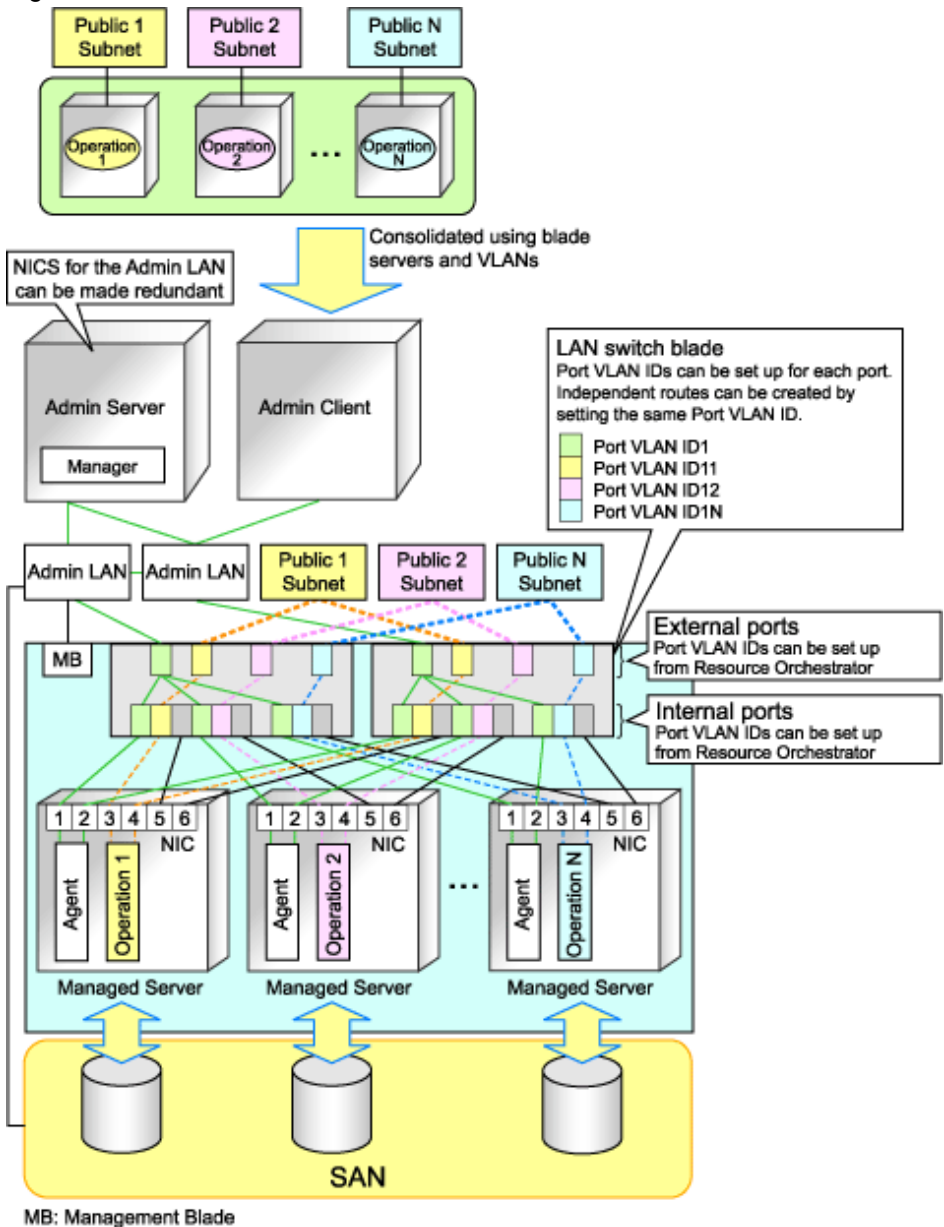 Public 1
Subnet
Public 2
Subnet
Public N
Subnet
Operation
1
Operation
2
...
Operation
N
Consolidated using blade
servers and VLANs
NICS for the Admin LAN
can be made redundant
Admin Server
Manager
Admin Client
LAN switch blade
Port VLAN IDs can be set up for each port.
Independent routes can be created by
setting the same Port VLAN ID.
Port VLAN ID1
Port VLAN ID11
Port VLAN ID12
Port VLAN ID1N
Admin LAN
Admin LAN
Public 1
Subnet
Public 2
Subnet
Public N
Subnet
MB
External ports
Port VLAN IDs can be set up
from Resource Orchestrator
Internal ports
Port VLAN IDs can be set up
from Resource Orchestrator
1 2 3 4 5 6
NIC
Agent
Operation 1
Managed Server
1 2 3 4 5 6
NIC
Agent
Operation 2
Managed Server
...
1 2 3 4 5 6
NIC
Agent
Operation N
Managed Server
SAN
MB: Management Blade